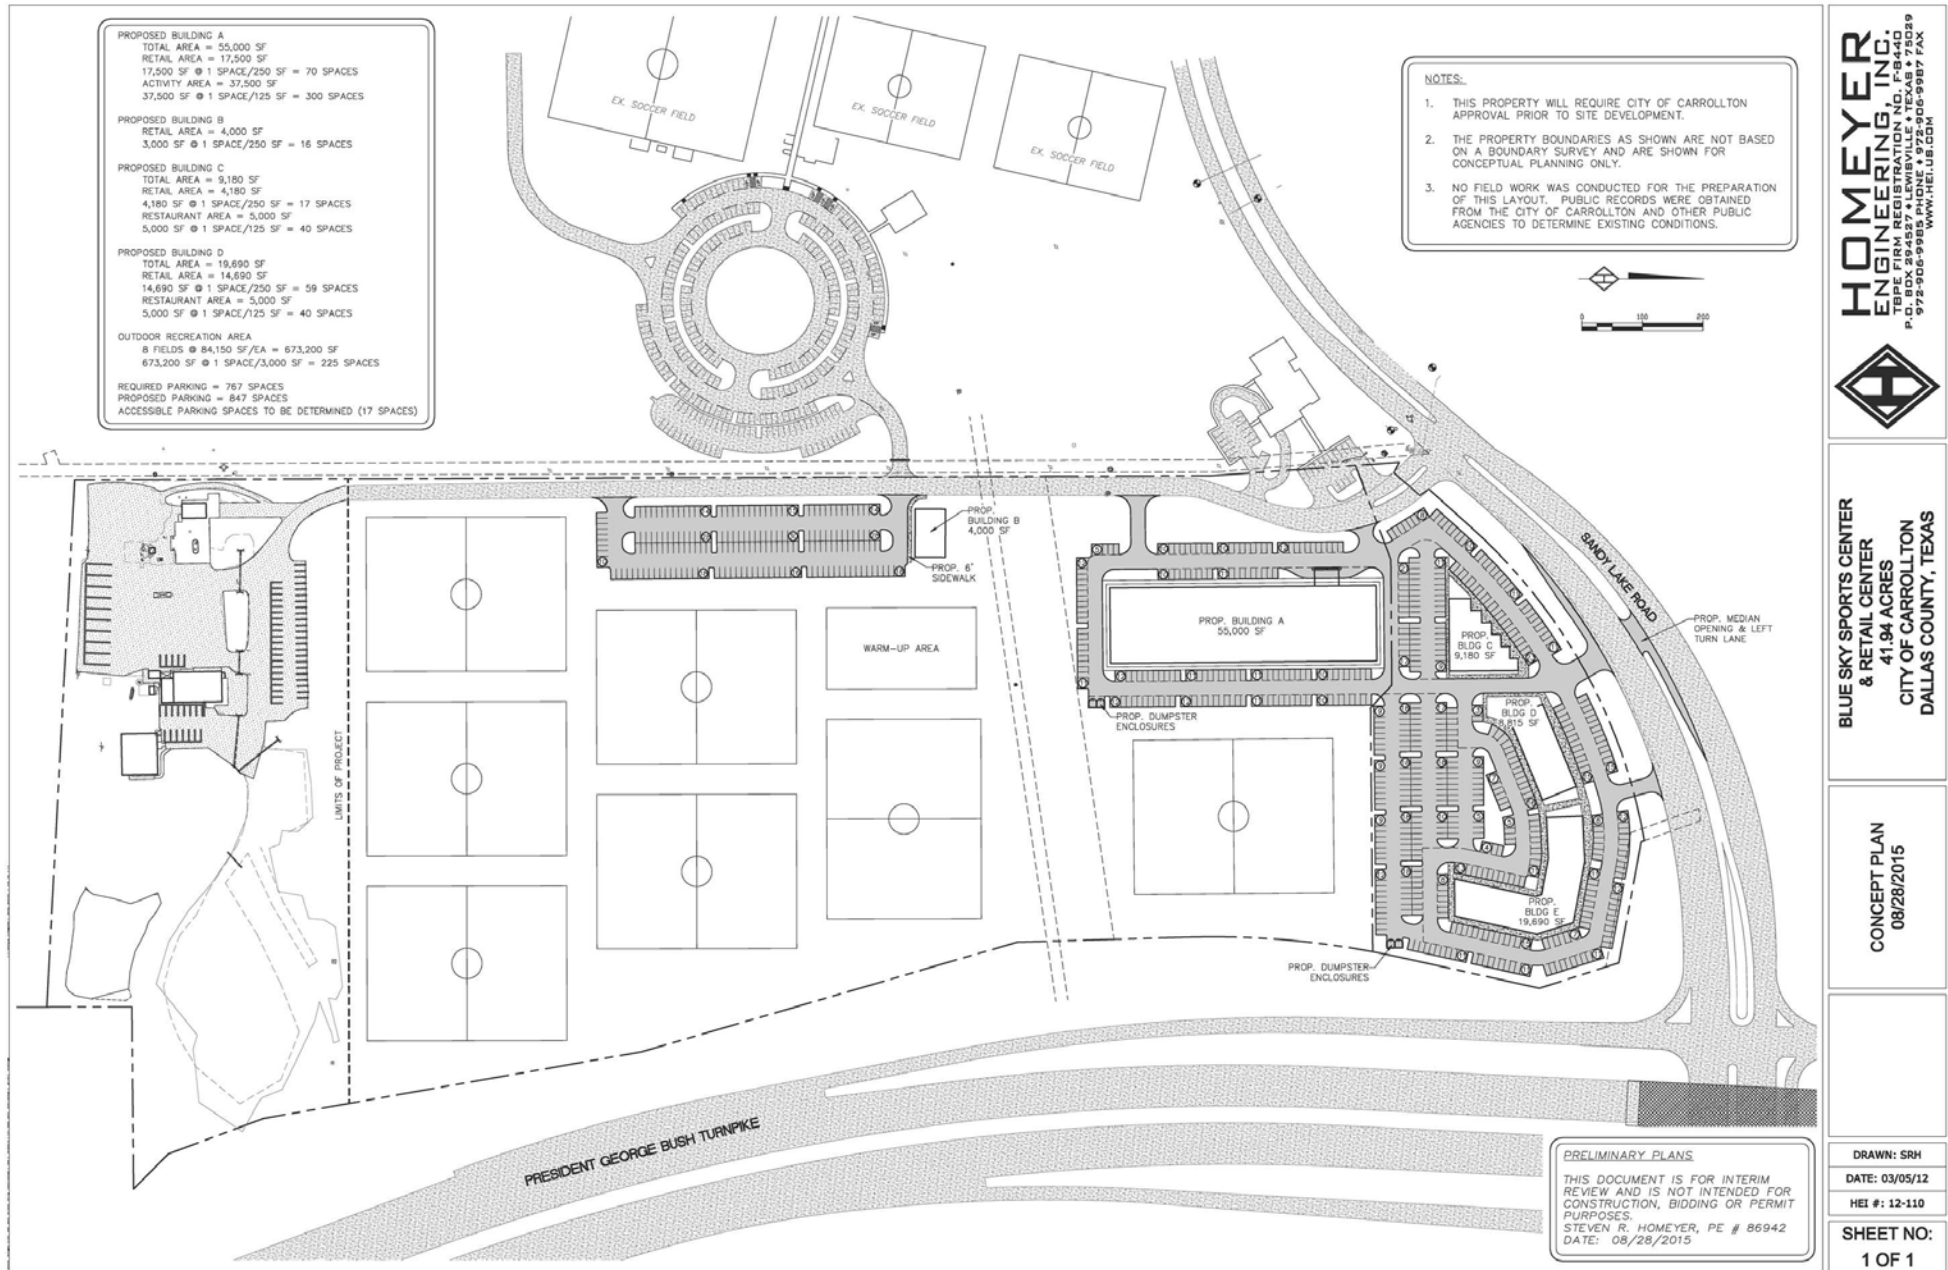 PROPOSED BUILDING A
TOTAL AREA = 55,000 SF
RETAIL AREA = 17,500 SF
17,500 SF @ 1 SPACE/250 SF = 70 SPACES
ACTIVITY AREA = 37,500 SF
37,500 SF @ 1 SPACE/125 SF = 300 SPACES
PROPOSED BUILDING B
RETAIL AREA = 4,000 SF
3,000 SF @ 1 SPACE/250 SF = 16 SPACES
PROPOSED BUILDING C
TOTAL AREA = 9,180 SF
RETAIL AREA = 4,180 SF
4,180 SF @ 1 SPACE/250 SF = 17 SPACES
RESTAURANT AREA = 5,000 SF
5,000 SF @ 1 SPACE/125 SF = 40 SPACES
PROPOSED BUILDING D
TOTAL AREA = 19,690 SF
RETAIL AREA = 14,690 SF
14,690 SF @ 1 SPACE/250 SF = 59 SPACES
RESTAURANT AREA = 5,000 SF
5,000 SF @ 1 SPACE/125 SF = 40 SPACES
OUTDOOR RECREATION AREA
8 FIELDS @ 84,150 SF/EA = 673,200 SF
673,200 SF @ 1 SPACE/3,000 SF = 225 SPACES
REQUIRED PARKING = 767 SPACES
PROPOSED PARKING = 847 SPACES
ACCESSIBLE PARKING SPACES TO BE DETERMINED (17 SPACES)
EX. SOCCER FIELD
EX. SOCCER FIELD
EX. SOCCER FIELD
NOTES:
1. THIS PROPERTY WILL REQUIRE CITY OF CARROLLTON
APPROVAL PRIOR TO SITE DEVELOPMENT.
2. THE PROPERTY BOUNDARIES AS SHOWN ARE NOT BASED
ON A BOUNDARY SURVEY AND ARE SHOWN FOR
CONCEPTUAL PLANNING ONLY.
3. NO FIELD WORK WAS CONDUCTED FOR THE PREPARATION
OF THIS LAYOUT. PUBLIC RECORDS WERE OBTAINED
FROM THE CITY OF CARROLLTON AND OTHER PUBLIC
AGENCIES TO DETERMINE EXISTING CONDITIONS.
0 100 200
PROP.
BUILDING B
4,000 SF
PROP. 6'
SIDEWALK
WARM-UP AREA
LIMITS OF PROJECT
PROP. BUILDING A
55,000 SF
PROP.
BLDG C
9,180 SF
PROP. DUMPSTER
ENCLOSURES
PROP.
BLDG D
8,815 SF
PROP.
BLDG E
19,690 SF
PROP. DUMPSTER
ENCLOSURES
SANDY LAKE ROAD
PROP. MEDIAN
OPENING & LEFT
TURN LANE
PRESIDENT GEORGE BUSH TURNPIKE
PRELIMINARY PLANS
THIS DOCUMENT IS FOR INTERIM
REVIEW AND IS NOT INTENDED FOR
CONSTRUCTION, BIDDING OR PERMIT
PURPOSES.
STEVEN R. HOMEYER, PE # 86942
DATE: 08/28/2015
HOMEYER
ENGINEERING, INC.
TBPE FIRM REGISTRATION NO. F-8440
P.O. BOX 294527 ♦ LEWISVILLE ♦ TEXAS ♦ 75029
972-906-9985 PHONE ♦ 972-906-9987 FAX
WWW.HEI.US.COM
BLUE SKY SPORTS CENTER
& RETAIL CENTER
41.94 ACRES
CITY OF CARROLLTON
DALLAS COUNTY, TEXAS
CONCEPT PLAN
08/28/2015
DRAWN: SRH
DATE: 03/05/12
HEI #: 12-110
SHEET NO:
1 OF 1